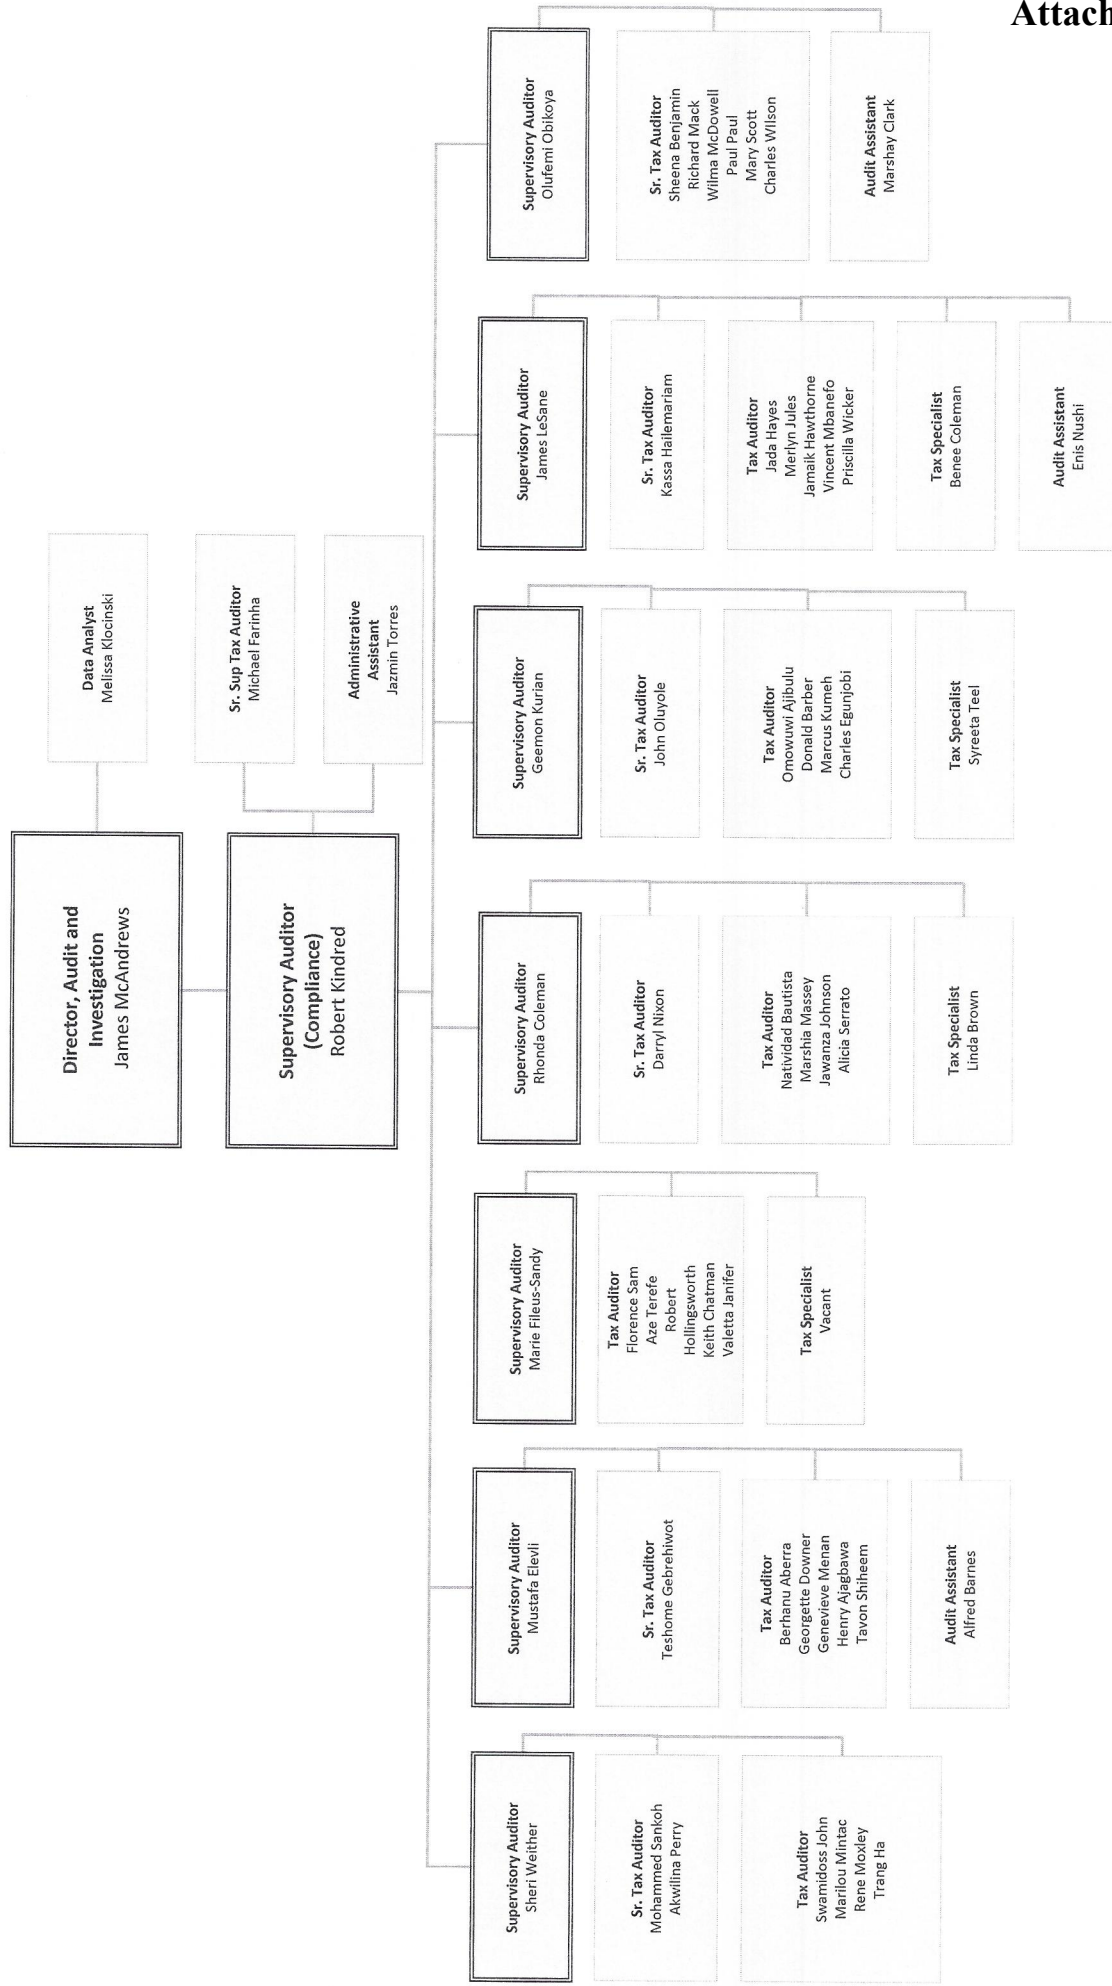 Attach
Director, Audit and
Investigation
James McAndrews
Data Analyst
Melissa Klocinski
Supervisory Auditor
(Compliance)
Robert Kindred
Sr. Sup Tax Auditor
Michael Farinha
Administrative
Assistant
Jazmin Torres
Supervisory Auditor
Sheri Weither
Sr. Tax Auditor
Mohammed Sankoh
Akwilina Perry
Tax Auditor
Swamidoss John
Marilou Mintac
Rene Moxley
Trang Ha
Supervisory Auditor
Mustafa Elevli
Sr. Tax Auditor
Teshome Gebrehiwot
Tax Auditor
Berhanu Aberra
Georgette Downer
Genevieve Menan
Henry Ajagbawa
Tavon Shiheem
Audit Assistant
Alfred Barnes
Supervisory Auditor
Marie Fileus-Sandy
Tax Auditor
Florence Sam
Aze Terefe
Robert
Hollingsworth
Keith Chatman
Valetta Janifer
Tax Specialist
Vacant
Supervisory Auditor
Rhonda Coleman
Sr. Tax Auditor
Darryl Nixon
Tax Auditor
Natividad Bautista
Marshia Massey
Jawanza Johnson
Alicia Serrato
Tax Specialist
Linda Brown
Supervisory Auditor
Geemon Kurian
Sr. Tax Auditor
John Oluyole
Tax Auditor
Omowuwi Ajibulu
Donald Barber
Marcus Kumeh
Charles Egunjobi
Tax Specialist
Syreeta Teel
Supervisory Auditor
James LeSane
Sr. Tax Auditor
Kassa Hailemariam
Tax Auditor
Jada Hayes
Merlyn Jules
Jamaik Hawthorne
Vincent Mbanefo
Priscilla Wicker
Tax Specialist
Benee Coleman
Audit Assistant
Enis Nushi
Supervisory Auditor
Olufemi Obikoya
Sr. Tax Auditor
Sheena Benjamin
Richard Mack
Wilma McDowell
Paul Paul
Mary Scott
Charles WIlson
Audit Assistant
Marshay Clark